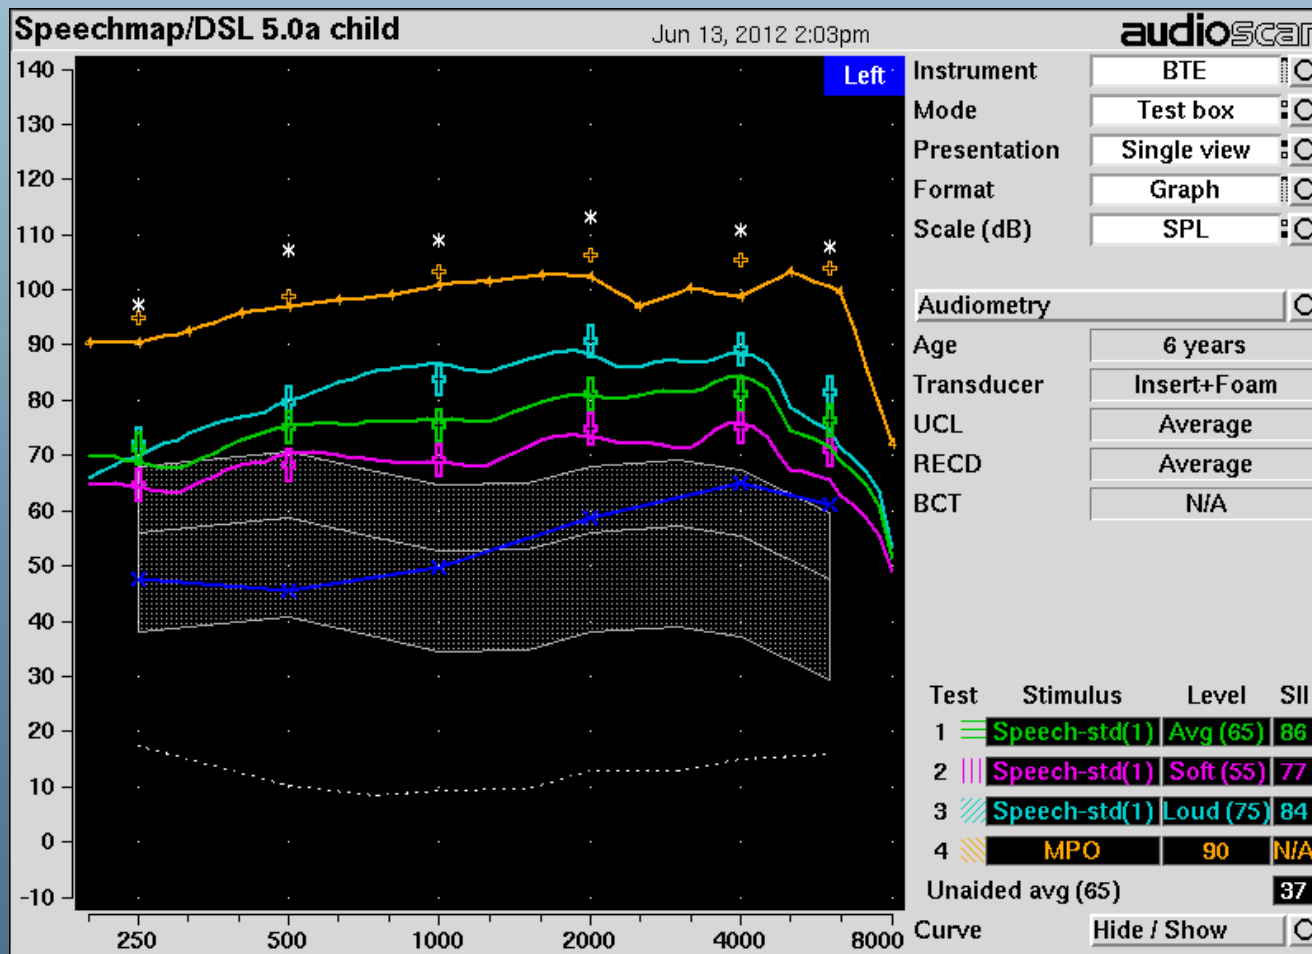 Speechmap/DSL 5.0a child
Jun 13, 2012 2:03pm
audioscan
Left
140
130
120
110
100
90
80
70
60
50
40
30
20
10
0
-10
250 500 1000 2000 4000 8000
Instrument BTE
Mode Test box
Presentation Single view
Format Graph
Scale (dB) SPL
Audiometry
Age 6 years
Transducer Insert+Foam
UCL Average
RECD Average
BCT N/A
Test Stimulus Level SII
1 Speech-std(1) Avg (65) 86
2 Speech-std(1) Soft (55) 77
3 Speech-std(1) Loud (75) 84
4 MPO 90 N/A
Unaided avg (65) 37
Curve Hide / Show